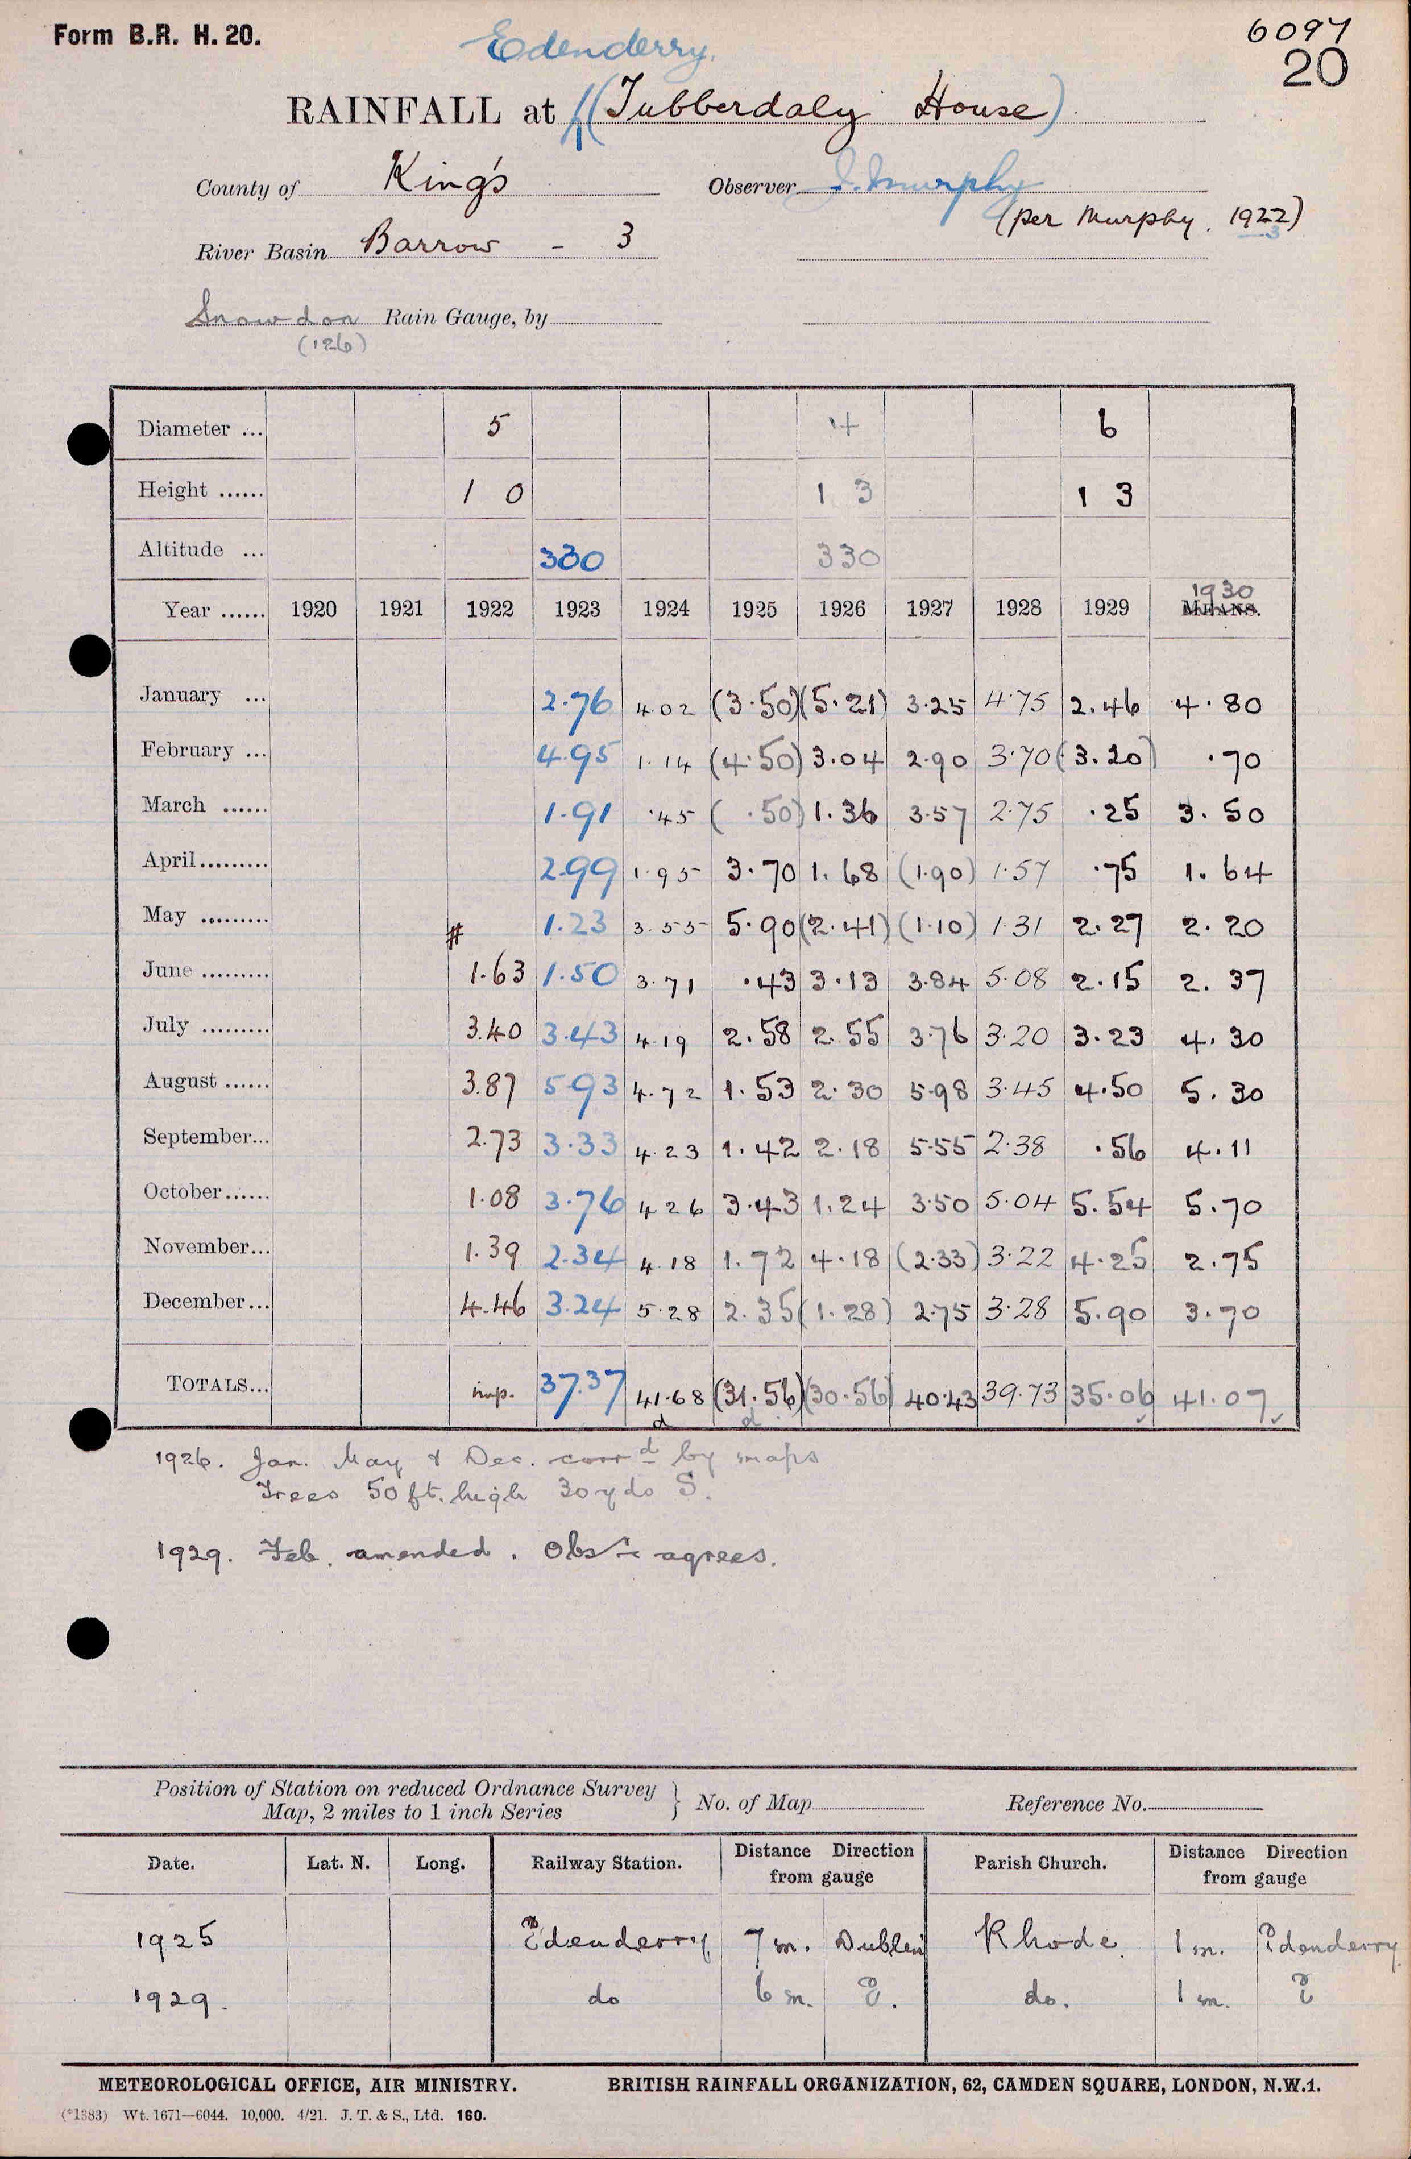 Form B.R. H. 20.
6097
20
Edenderry.
RAINFALL at (Tubberdaly House)
County of King's Observer J. Murphy
(per Murphy, 1922)
3
River Basin Barrow - 3
Snowdon Rain Gauge, by
(126)
Diameter ... 5 4 6
Height ...... 1 0 1 3 1 3
Altitude ... 330 330
1930
Year ...... 1920 1921 1922 1923 1924 1925 1926 1927 1928 1929 MEANS.
January ... 2.76 4.02 (3.50) (5.21) 3.25 4.75 2.46 4.80
February ... 4.95 1.14 (4.50) 3.04 2.90 3.70 (3.20) .70
March ...... 1.91 .45 (.50) 1.36 3.57 2.75 .25 3.50
April ......... 2.99 1.95 3.70 1.68 (1.90) 1.57 .75 1.64
May ......... # 1.23 3.55 5.90 (2.41) (1.10) 1.31 2.27 2.20
June ......... 1.63 1.50 3.71 .43 3.13 3.84 5.08 2.15 2.37
July ......... 3.40 3.43 4.19 2.58 2.55 3.76 3.20 3.23 4.30
August ...... 3.87 5.93 4.72 1.53 2.30 5.98 3.45 4.50 5.30
September... 2.73 3.33 4.23 1.42 2.18 5.55 2.38 .56 4.11
October...... 1.08 3.76 4.26 3.43 1.24 3.50 5.04 5.54 5.70
November... 1.39 2.34 4.18 1.72 4.18 (2.33) 3.22 4.25 2.75
December... 4.46 3.24 5.28 2.35 (1.28) 2.75 3.28 5.90 3.70
TOTALS... imp. 37.37 41.68 (31.56) (30.56) 40.43 39.73 35.06 41.07
d d
1926. Jan. May & Dec. corrd by maps
Trees 50 ft. high 30 yds S.
1929. Feb. amended. Obsr agrees.
Position of Station on reduced Ordnance Survey
Map, 2 miles to 1 inch Series } No. of Map Reference No.
Date. Lat. N. Long. Railway Station. Distance Direction from gauge Parish Church. Distance Direction from gauge
1925 Edenderry 7 m. Dublin Rhode 1 m. Edenderry
1929. do 6 m. E. do. 1 m. E
METEOROLOGICAL OFFICE, AIR MINISTRY. BRITISH RAINFALL ORGANIZATION, 62, CAMDEN SQUARE, LONDON, N.W.1.
(*1383) Wt. 1671—6044. 10,000. 4/21. J. T. & S., Ltd. 160.